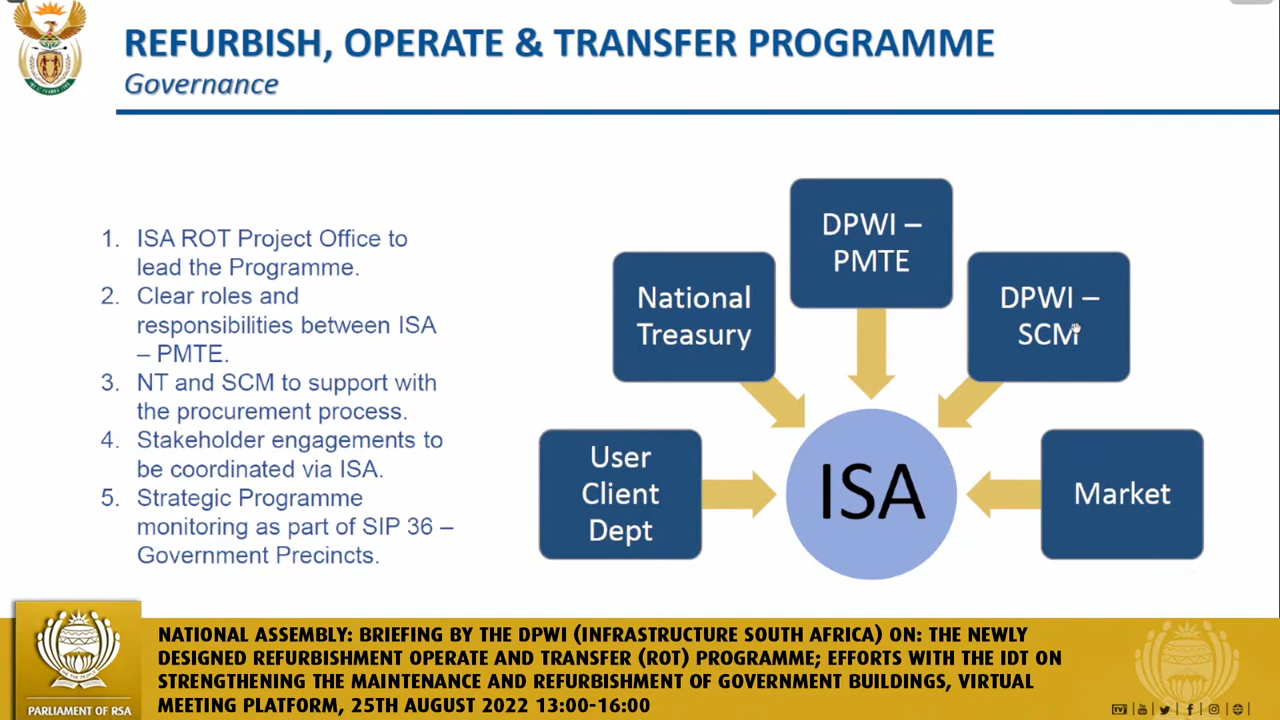 REFURBISH, OPERATE & TRANSFER PROGRAMME
Governance
1. ISA ROT Project Office to
lead the Programme.
2. Clear roles and
responsibilities between ISA
– PMTE.
3. NT and SCM to support with
the procurement process.
4. Stakeholder engagements to
be coordinated via ISA.
5. Strategic Programme
monitoring as part of SIP 36 –
Government Precincts.
DPWI –
PMTE
National
Treasury
DPWI –
SCM
User
Client
Dept
ISA
Market
NATIONAL ASSEMBLY: BRIEFING BY THE DPWI (INFRASTRUCTURE SOUTH AFRICA) ON: THE NEWLY
DESIGNED REFURBISHMENT OPERATE AND TRANSFER (ROT) PROGRAMME; EFFORTS WITH THE IDT ON
STRENGTHENING THE MAINTENANCE AND REFURBISHMENT OF GOVERNMENT BUILDINGS, VIRTUAL
MEETING PLATFORM, 25TH AUGUST 2022 13:00-16:00
PARLIAMENT OF RSA